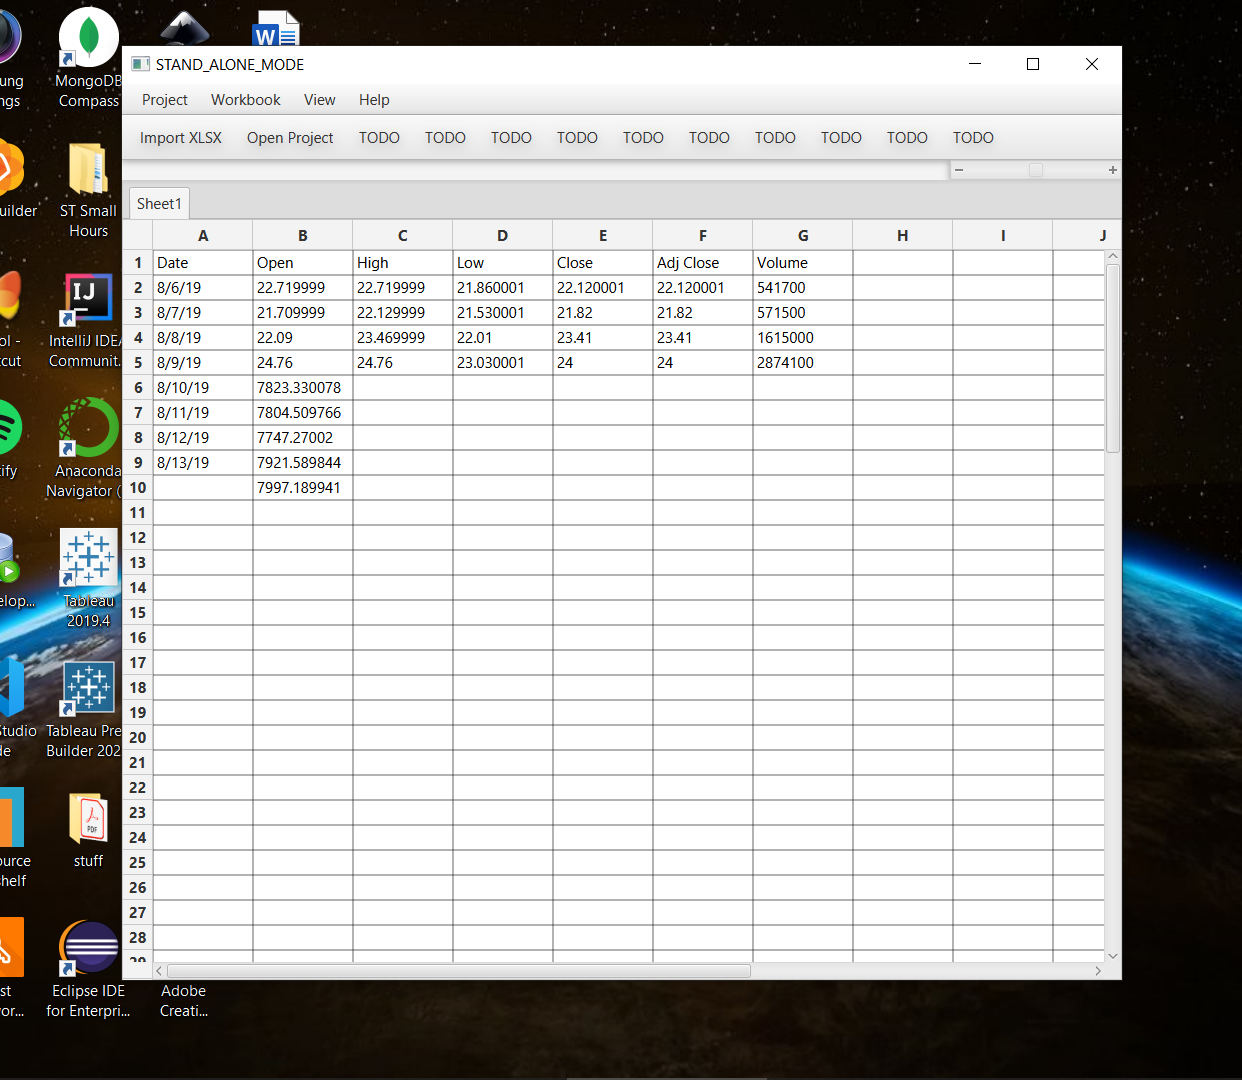 MongoDB
Compass
STAND_ALONE_MODE
Project Workbook View Help
Import XLSX Open Project TODO TODO TODO TODO TODO TODO TODO TODO TODO TODO
Sheet1
A B C D E F G H I J
1 Date Open High Low Close Adj Close Volume
2 8/6/19 22.719999 22.719999 21.860001 22.120001 22.120001 541700
3 8/7/19 21.709999 22.129999 21.530001 21.82 21.82 571500
4 8/8/19 22.09 23.469999 22.01 23.41 23.41 1615000
5 8/9/19 24.76 24.76 23.030001 24 24 2874100
6 8/10/19 7823.330078
7 8/11/19 7804.509766
8 8/12/19 7747.27002
9 8/13/19 7921.589844
10 7997.189941
11
12
13
14
15
16
17
18
19
20
21
22
23
24
25
26
27
28
29
ung
ngs
W
uilder
ST Small
Hours
ol -
cut
IJ
IntelliJ IDEA
Communit...
ify
Anaconda
Navigator (
elop...
Tableau
2019.4
Studio
de
Tableau Pre
Builder 202
ource
shelf
PDF
stuff
st
vor...
Eclipse IDE
for Enterpri...
Adobe
Creati...